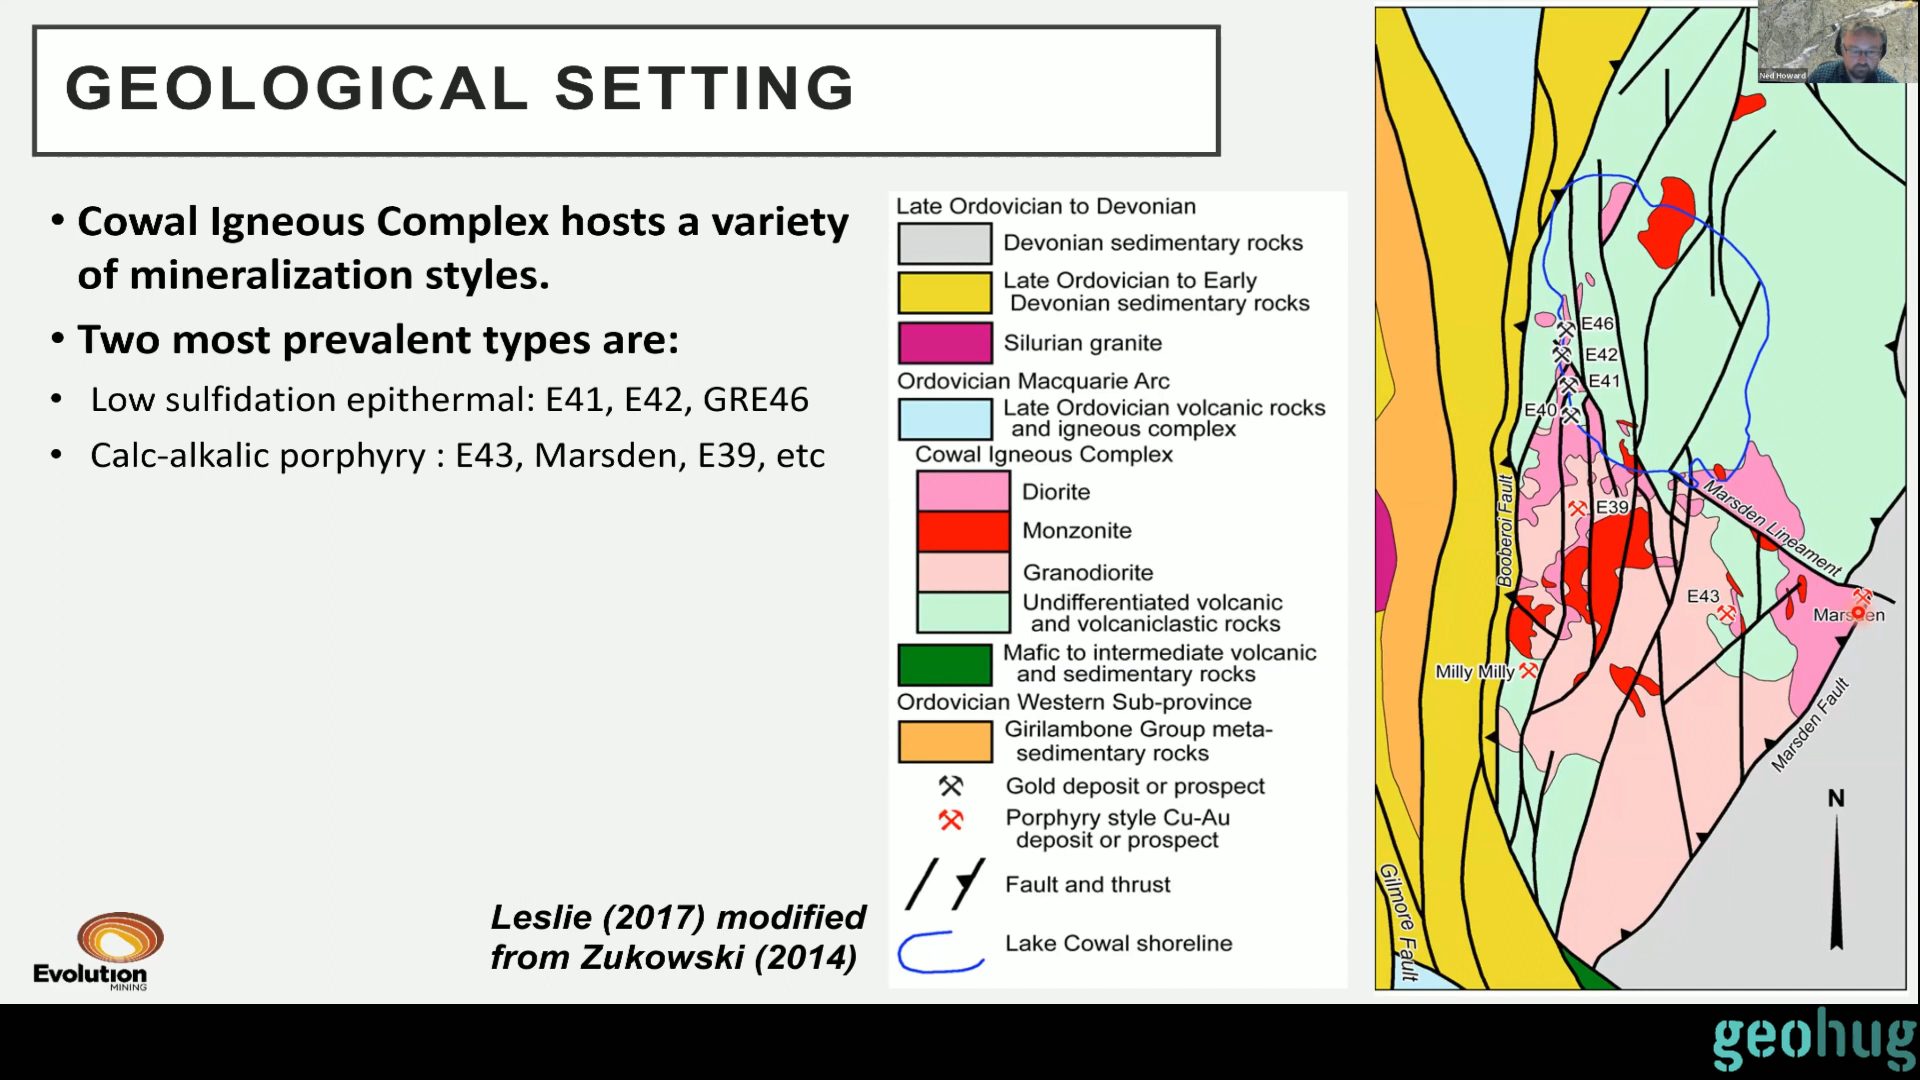 GEOLOGICAL SETTING
• Cowal Igneous Complex hosts a variety
of mineralization styles.
• Two most prevalent types are:
• Low sulfidation epithermal: E41, E42, GRE46
• Calc-alkalic porphyry : E43, Marsden, E39, etc
Leslie (2017) modified
from Zukowski (2014)
Evolution
MINING
Late Ordovician to Devonian
Devonian sedimentary rocks
Late Ordovician to Early
Devonian sedimentary rocks
Silurian granite
Ordovician Macquarie Arc
Late Ordovician volcanic rocks
and igneous complex
Cowal Igneous Complex
Diorite
Monzonite
Granodiorite
Undifferentiated volcanic
and volcaniclastic rocks
Mafic to intermediate volcanic
and sedimentary rocks
Ordovician Western Sub-province
Girilambone Group meta-
sedimentary rocks
Gold deposit or prospect
Porphyry style Cu-Au
deposit or prospect
Fault and thrust
Lake Cowal shoreline
Ned Howard
E46
E42
E41
E40
E39
Booberoi Fault
Marsden Lineament
E43
Marsden
Milly Milly
Marsden Fault
N
Gilmore Fault
geohug